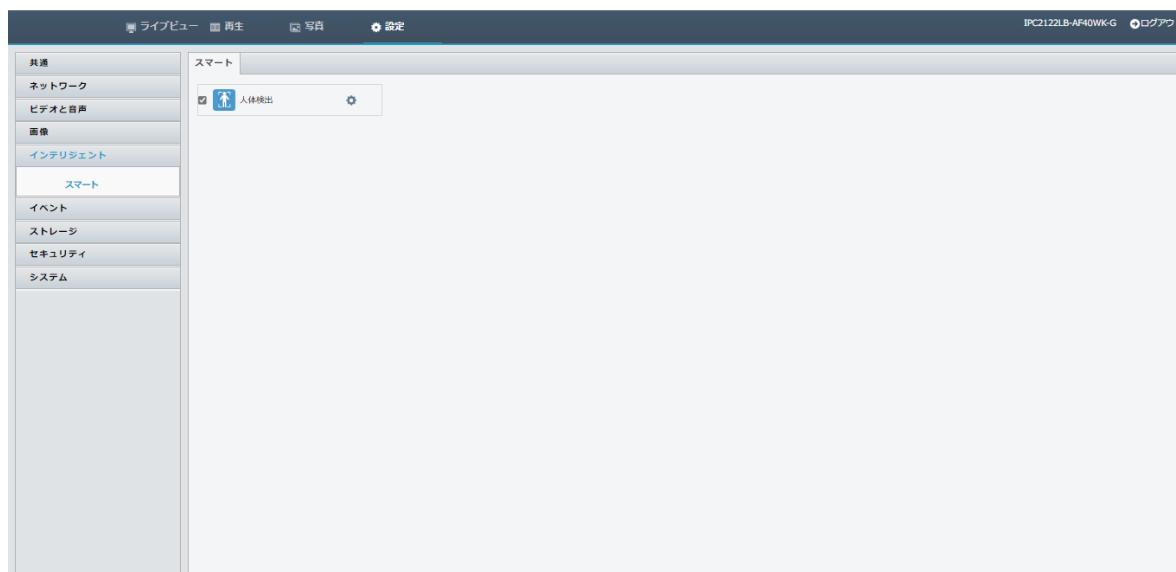 ライブビュー 再生 写真 設定 IPC2122LB-AF40WK-G ログアウ
共通
ネットワーク
ビデオと音声
画像
インテリジェント
スマート
イベント
ストレージ
セキュリティ
システム
スマート
人体検出